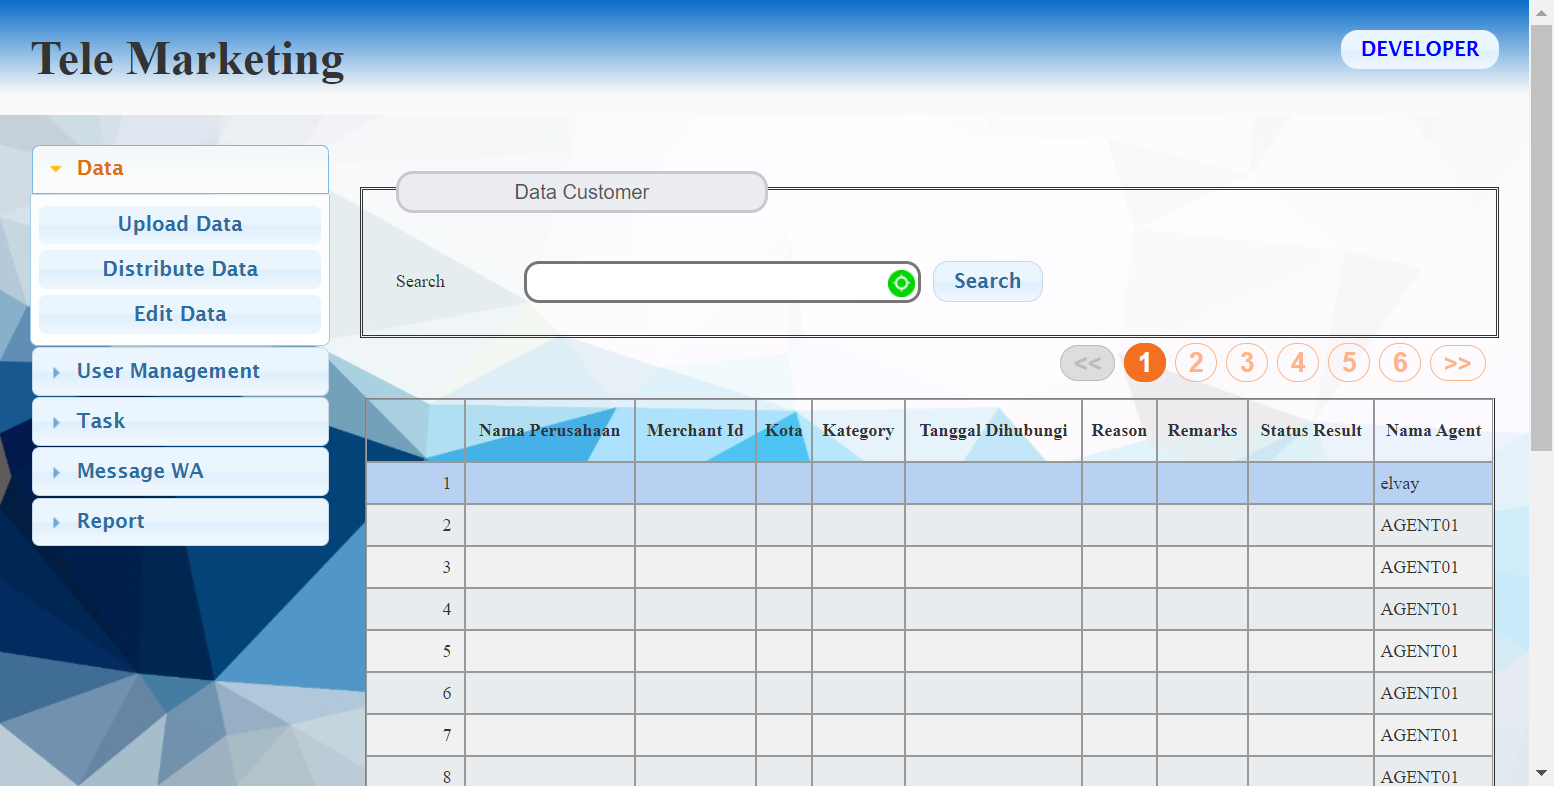 Tele Marketing
DEVELOPER
Data
Upload Data
Distribute Data
Edit Data
User Management
Task
Message WA
Report
Data Customer
Search
Search
<< 1 2 3 4 5 6 >>
Nama Perusahaan Merchant Id Kota Kategory Tanggal Dihubungi Reason Remarks Status Result Nama Agent
1 elvay
2 AGENT01
3 AGENT01
4 AGENT01
5 AGENT01
6 AGENT01
7 AGENT01
8 AGENT01